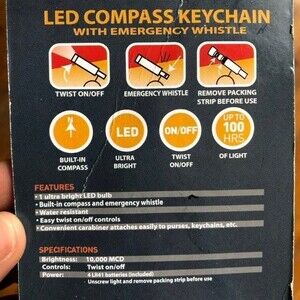 LED COMPASS KEYCHAIN
WITH EMERGENCY WHISTLE
TWIST ON/OFF
EMERGENCY WHISTLE
REMOVE PACKING
STRIP BEFORE USE
N
LED
ON/OFF
UP TO
100
HRS
BUILT-IN
COMPASS
ULTRA
BRIGHT
TWIST
ON/OFF
OF LIGHT
FEATURES
• 1 ultra bright LED bulb
• Built-in compass and emergency whistle
• Water resistant
• Easy twist on/off controls
• Convenient carabiner attaches easily to purses, keychains, etc.
SPECIFICATIONS
Brightness: 10,000 MCD
Controls: Twist on/off
Power: 4 LR41 batteries (included)
- Unscrew light and remove packing strip before use